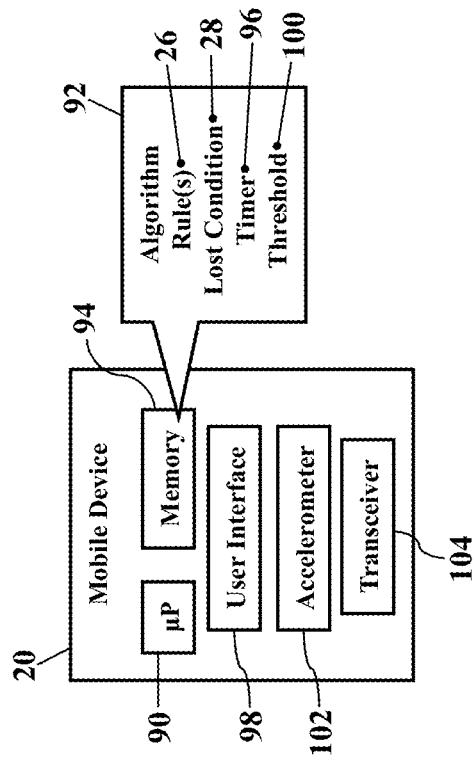 20
Mobile Device
94
92
90
µP
Memory
Algorithm
Rule(s)
26
Lost Condition
28
Timer
96
Threshold
100
98
User Interface
102
Accelerometer
Transceiver
104